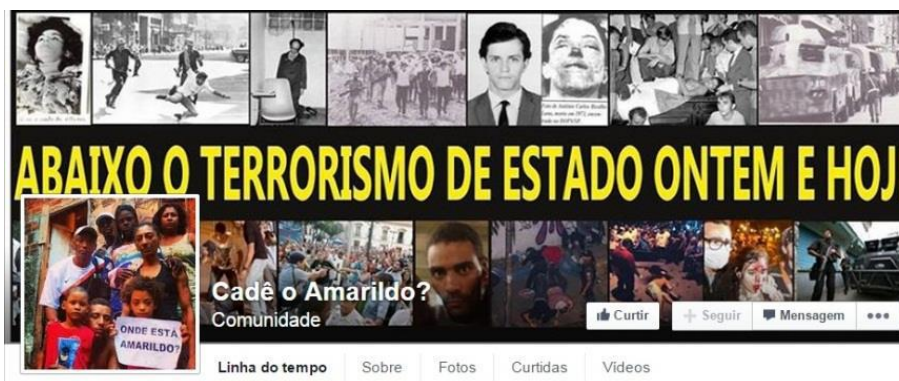 ABAIXO O TERRORISMO DE ESTADO ONTEM E HOJ
Cadê o Amarildo?
Comunidade
Curtir
Seguir
Mensagem
ONDE ESTÁ
AMARILDO?
Linha do tempo
Sobre
Fotos
Curtidas
Vídeos